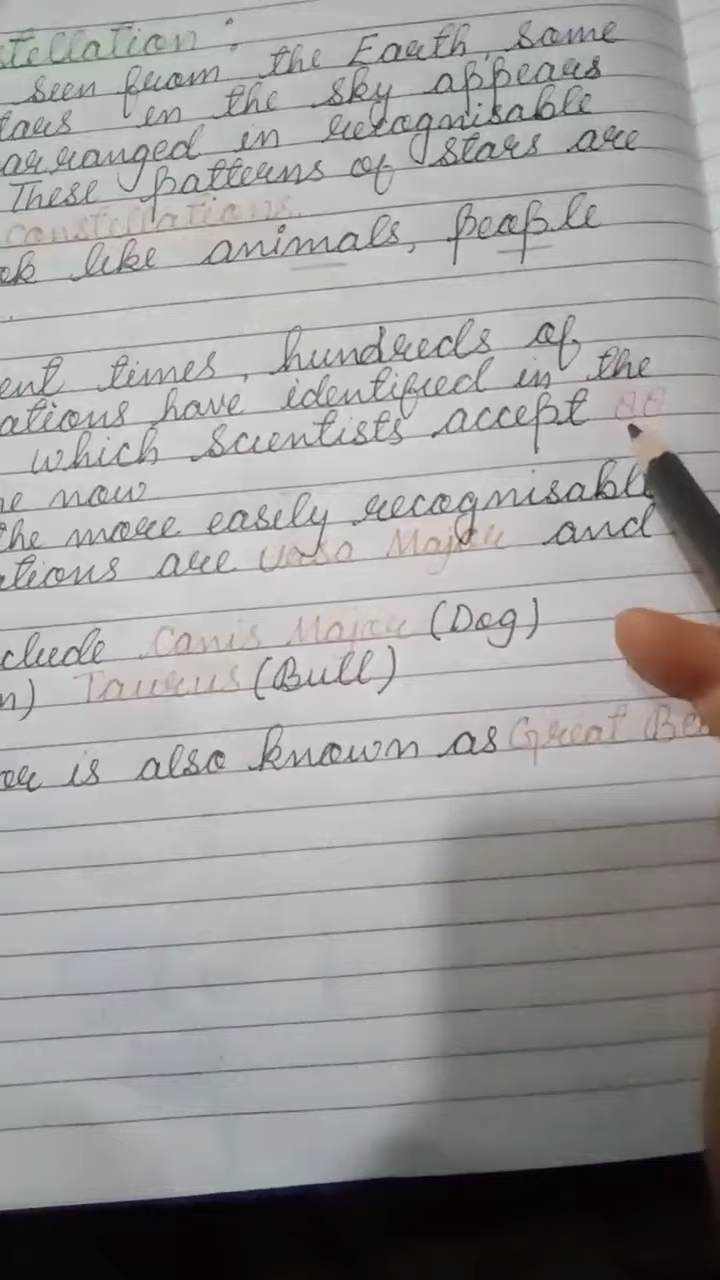 tellation:
seen from the Earth, some
tars in the sky appears
arranged in recognisable
These patterns of stars are
constellations.
ok like animals, people
ent times, hundreds of
ations have identified in the
which scientists accept 88
he now
the more easily recognisable
ations are Ursa Major and
clude Canis Major (Dog)
n) Taurus (Bull)
or is also known as Great Be